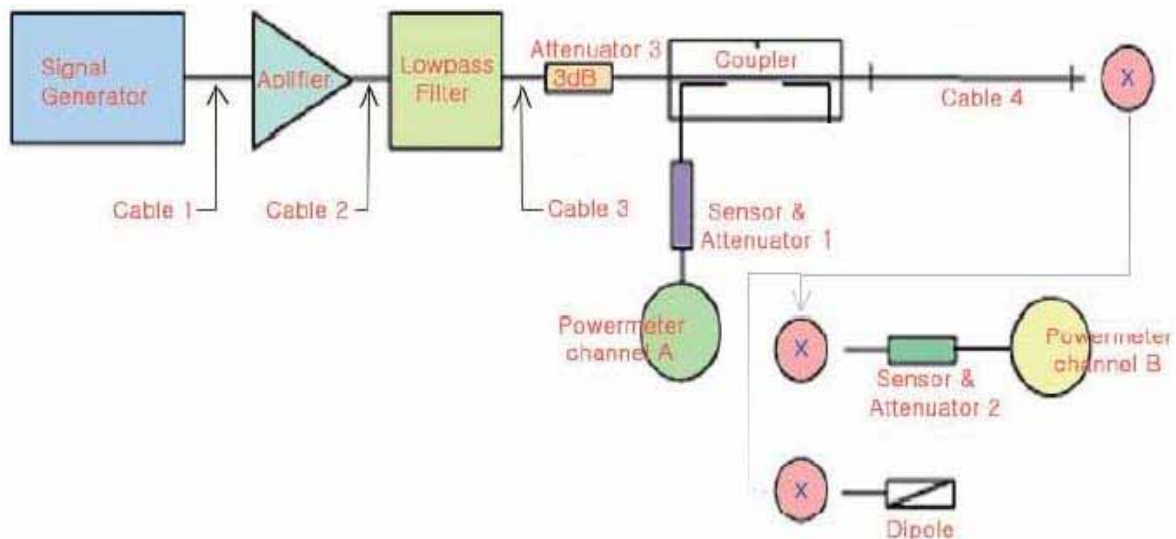 Signal
Generator
Aplifier
Lowpass
Filter
Attenuator 3
3dB
Coupler
Cable 4
X
Cable 1
Cable 2
Cable 3
Sensor &
Attenuator 1
Powermeter
channel A
X
Sensor &
Attenuator 2
Powermeter
channel B
X
Dipole